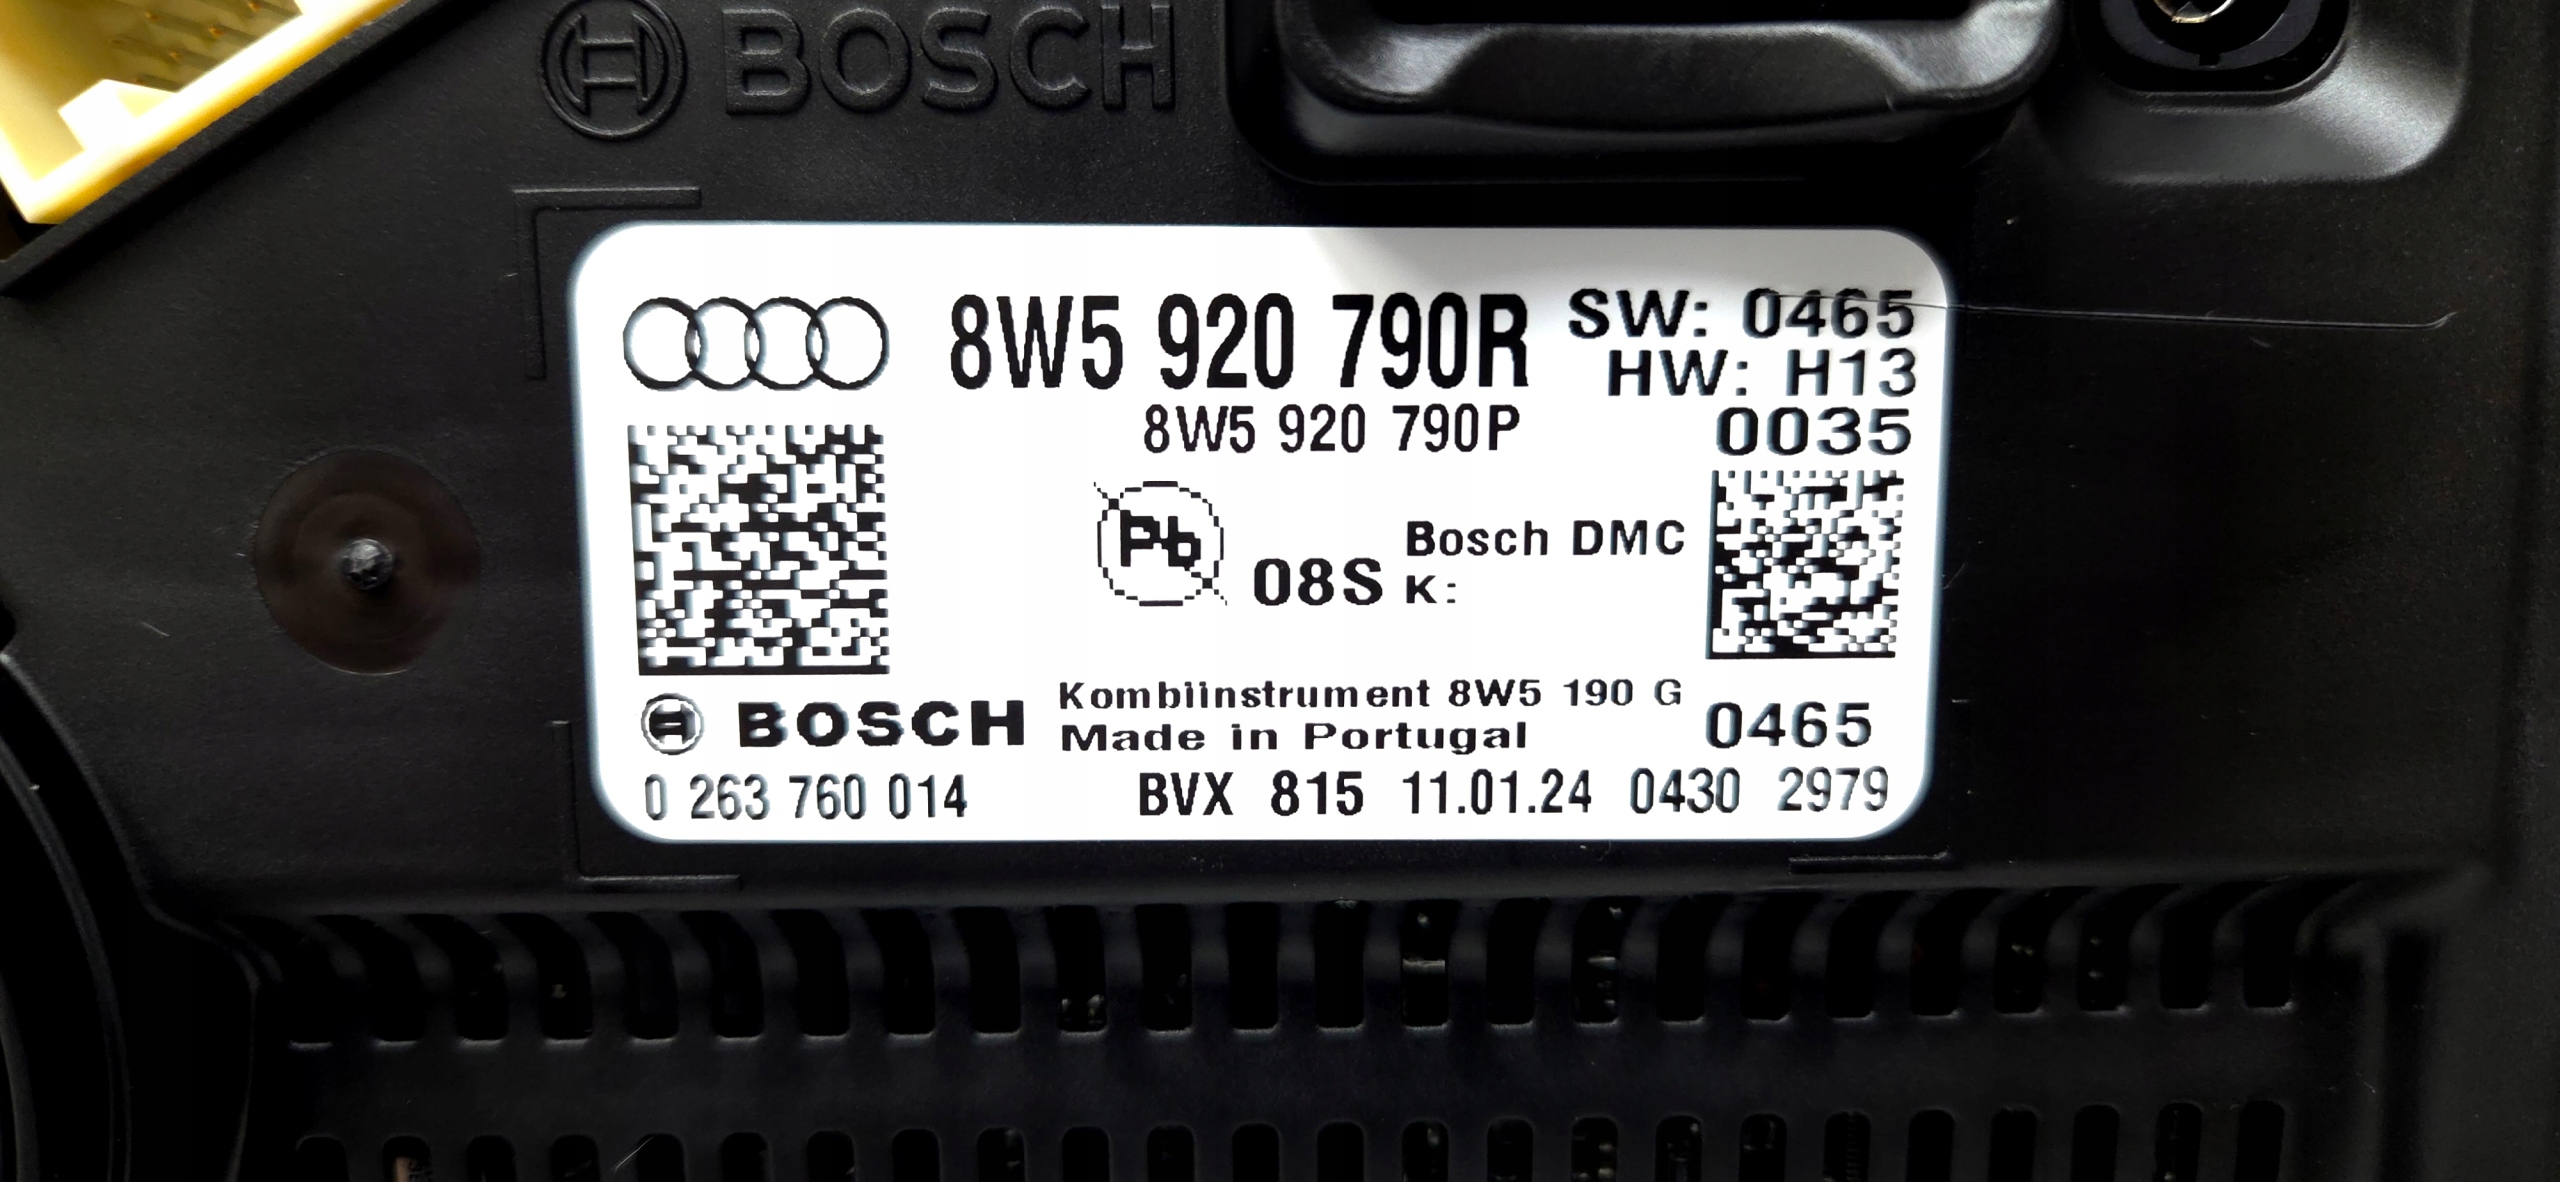 BOSCH
8W5 920 790R
SW: 0465
HW: H13
8W5 920 790P
0035
Pb
08S
Bosch DMC
K:
BOSCH
Kombiinstrument 8W5 190 G
Made in Portugal
0465
0 263 760 014
BVX 815 11.01.24 0430 2979